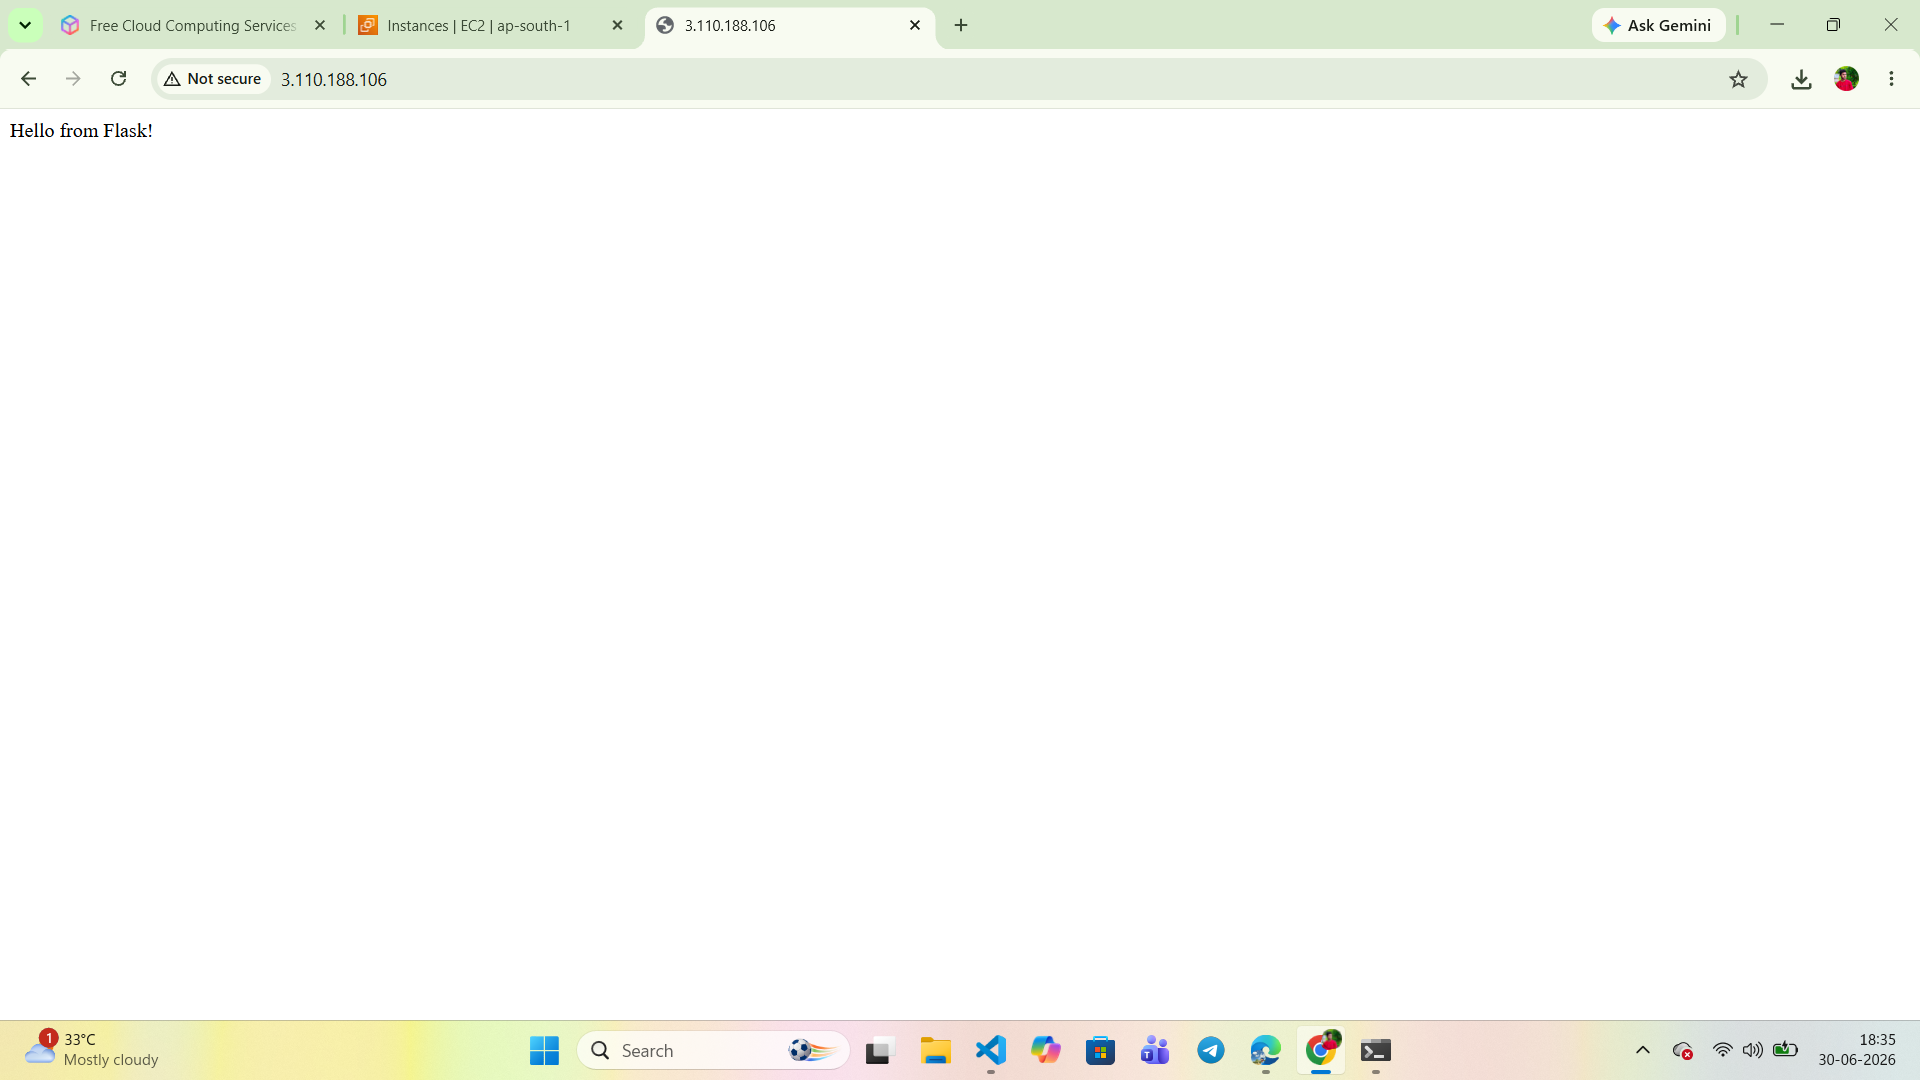 Free Cloud Computing Services
Instances | EC2 | ap-south-1
3.110.188.106
Ask Gemini
Not secure
3.110.188.106
Hello from Flask!
1
33°C
Mostly cloudy
Search
T
18:35
30-06-2026